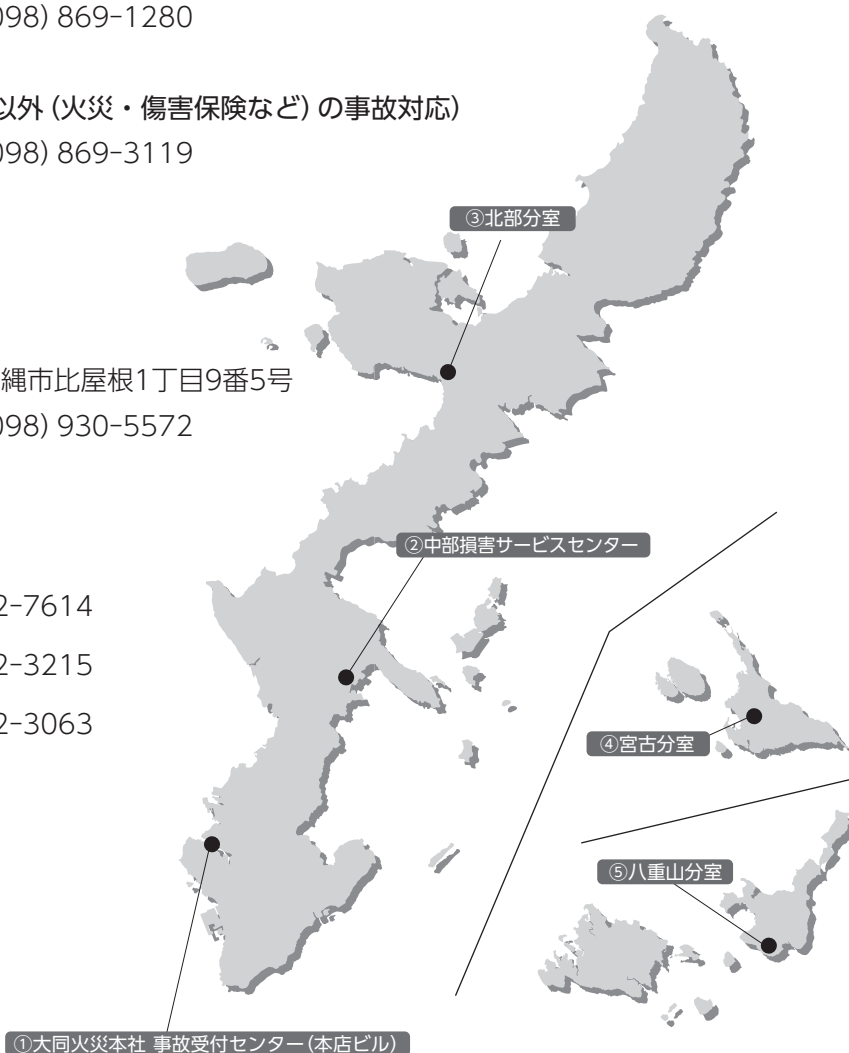 098) 869-1280
以外 (火災・傷害保険など) の事故対応)
098) 869-3119
③北部分室
縄市比屋根1丁目9番5号
098) 930-5572
②中部損害サービスセンター
2-7614
2-3215
2-3063
④宮古分室
⑤八重山分室
①大同火災本社 事故受付センター(本店ビル)